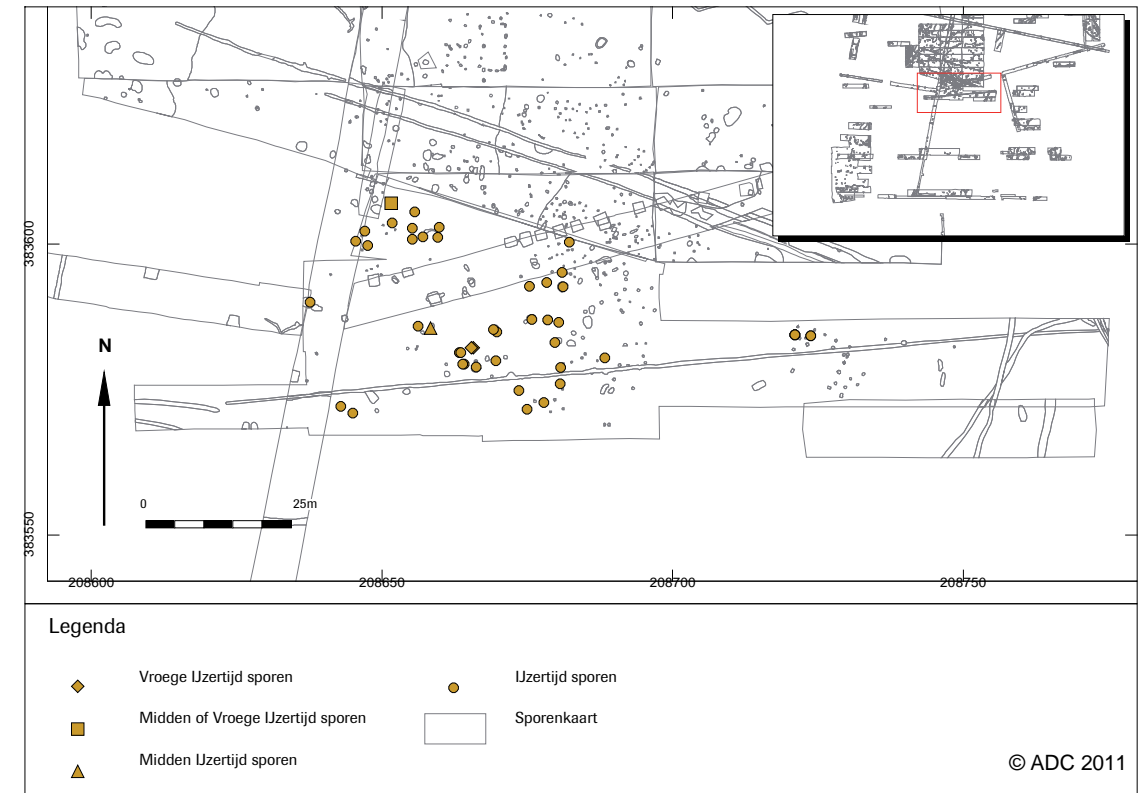 383600
N
0 25m
383550
208600 208650 208700 208750
Legenda
Vroege IJzertijd sporen
IJzertijd sporen
Midden of Vroege IJzertijd sporen
Sporenkaart
Midden IJzertijd sporen
© ADC 2011